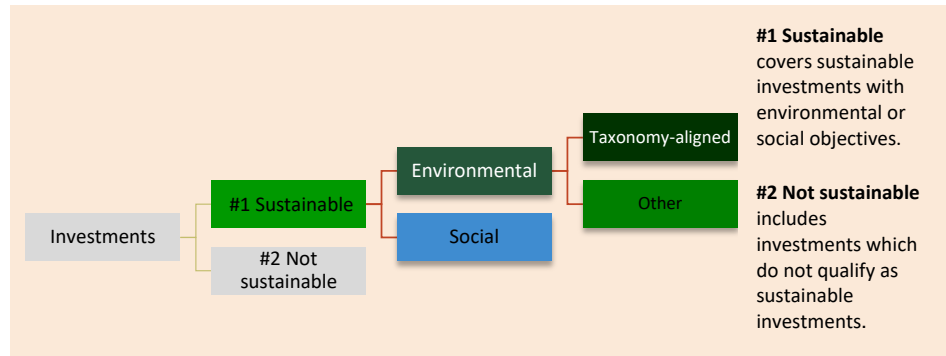 Investments
#1 Sustainable
#2 Not
sustainable
Environmental
Social
Taxonomy-aligned
Other
#1 Sustainable
covers sustainable
investments with
environmental or
social objectives.
#2 Not sustainable
includes
investments which
do not qualify as
sustainable
investments.